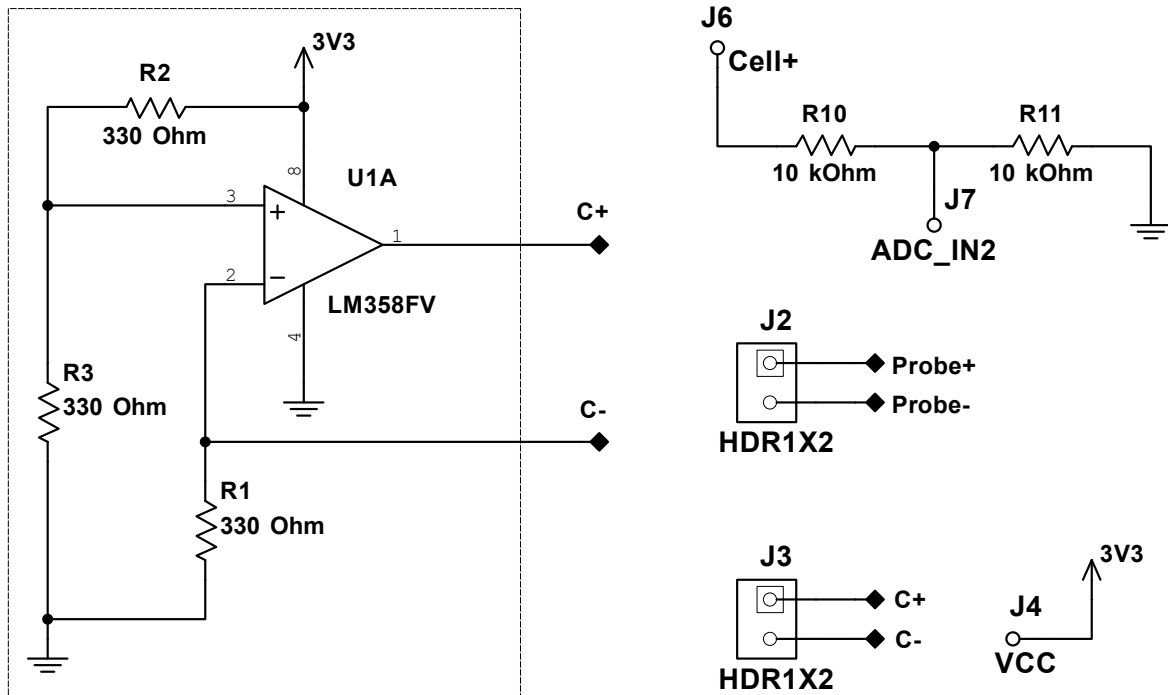 3V3
R2
330 Ohm
8
U1A
3
+
1
2
−
LM358FV
4
C+
R3
330 Ohm
C-
R1
330 Ohm
J6
Cell+
R10
10 kOhm
R11
10 kOhm
J7
ADC_IN2
J2
Probe+
Probe-
HDR1X2
J3
C+
C-
HDR1X2
3V3
J4
VCC